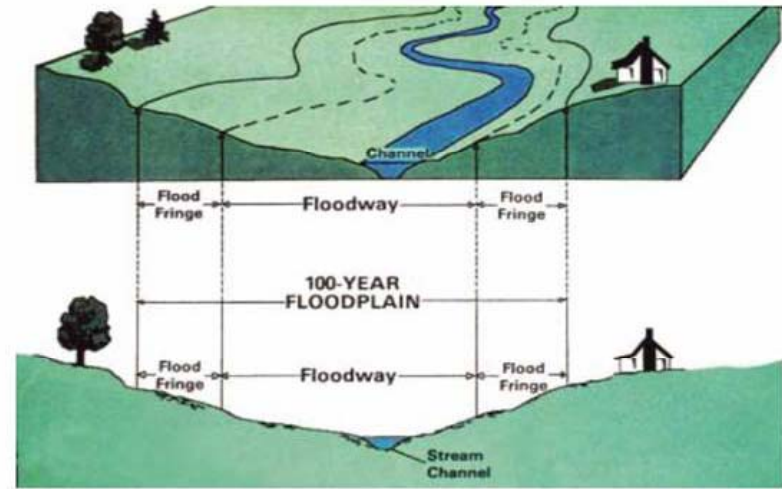 Channel
Flood
Fringe
Floodway
Flood
Fringe
100-YEAR
FLOODPLAIN
Flood
Fringe
Floodway
Flood
Fringe
Stream
Channel